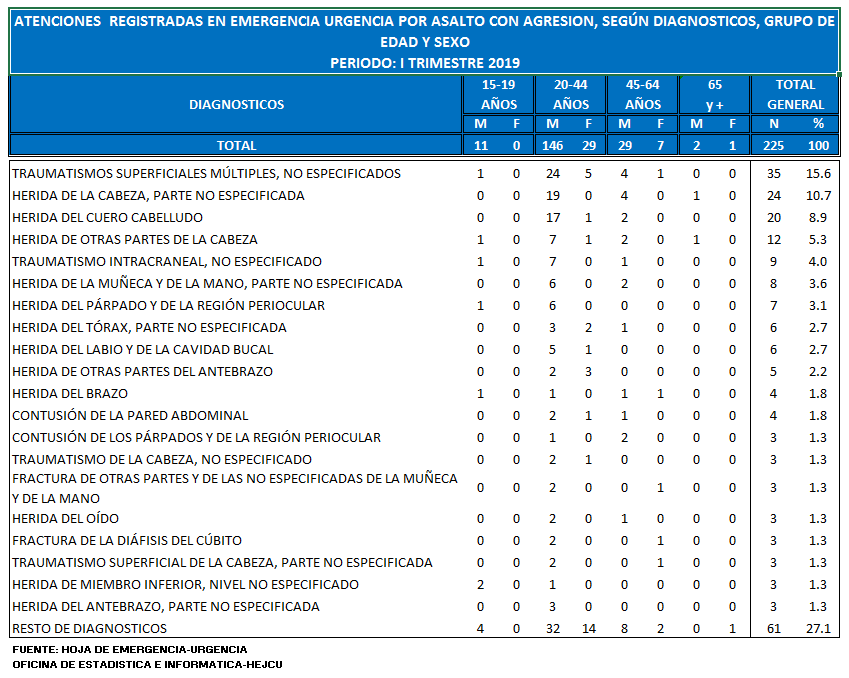 ATENCIONES  REGISTRADAS EN EMERGENCIA URGENCIA POR ASALTO CON AGRESION, SEGÚN DIAGNOSTICOS, GRUPO DE
EDAD Y SEXO
PERIODO: I TRIMESTRE 2019
DIAGNOSTICOS 15-19 AÑOS 20-44 AÑOS 45-64 AÑOS 65 y + TOTAL GENERAL
M F M F M F M F N %
TOTAL 11 0 146 29 29 7 2 1 225 100
TRAUMATISMOS SUPERFICIALES MÚLTIPLES, NO ESPECIFICADOS 1 0 24 5 4 1 0 0 35 15.6
HERIDA DE LA CABEZA, PARTE NO ESPECIFICADA 0 0 19 0 4 0 1 0 24 10.7
HERIDA DEL CUERO CABELLUDO 0 0 17 1 2 0 0 0 20 8.9
HERIDA DE OTRAS PARTES DE LA CABEZA 1 0 7 1 2 0 1 0 12 5.3
TRAUMATISMO INTRACRANEAL, NO ESPECIFICADO 1 0 7 0 1 0 0 0 9 4.0
HERIDA DE LA MUÑECA Y DE LA MANO, PARTE NO ESPECIFICADA 0 0 6 0 2 0 0 0 8 3.6
HERIDA DEL PÁRPADO Y DE LA REGIÓN PERIOCULAR 1 0 6 0 0 0 0 0 7 3.1
HERIDA DEL TÓRAX, PARTE NO ESPECIFICADA 0 0 3 2 1 0 0 0 6 2.7
HERIDA DEL LABIO Y DE LA CAVIDAD BUCAL 0 0 5 1 0 0 0 0 6 2.7
HERIDA DE OTRAS PARTES DEL ANTEBRAZO 0 0 2 3 0 0 0 0 5 2.2
HERIDA DEL BRAZO 1 0 1 0 1 1 0 0 4 1.8
CONTUSIÓN DE LA PARED ABDOMINAL 0 0 2 1 1 0 0 0 4 1.8
CONTUSIÓN DE LOS PÁRPADOS Y DE LA REGIÓN PERIOCULAR 0 0 1 0 2 0 0 0 3 1.3
TRAUMATISMO DE LA CABEZA, NO ESPECIFICADO 0 0 2 1 0 0 0 0 3 1.3
FRACTURA DE OTRAS PARTES Y DE LAS NO ESPECIFICADAS DE LA MUÑECA
Y DE LA MANO 0 0 2 0 0 1 0 0 3 1.3
HERIDA DEL OÍDO 0 0 2 0 1 0 0 0 3 1.3
FRACTURA DE LA DIÁFISIS DEL CÚBITO 0 0 2 0 0 1 0 0 3 1.3
TRAUMATISMO SUPERFICIAL DE LA CABEZA, PARTE NO ESPECIFICADA 0 0 2 0 0 1 0 0 3 1.3
HERIDA DE MIEMBRO INFERIOR, NIVEL NO ESPECIFICADO 2 0 1 0 0 0 0 0 3 1.3
HERIDA DEL ANTEBRAZO, PARTE NO ESPECIFICADA 0 0 3 0 0 0 0 0 3 1.3
RESTO DE DIAGNOSTICOS 4 0 32 14 8 2 0 1 61 27.1
FUENTE: HOJA DE EMERGENCIA-URGENCIA
OFICINA DE ESTADISTICA E INFORMATICA-HEJCU